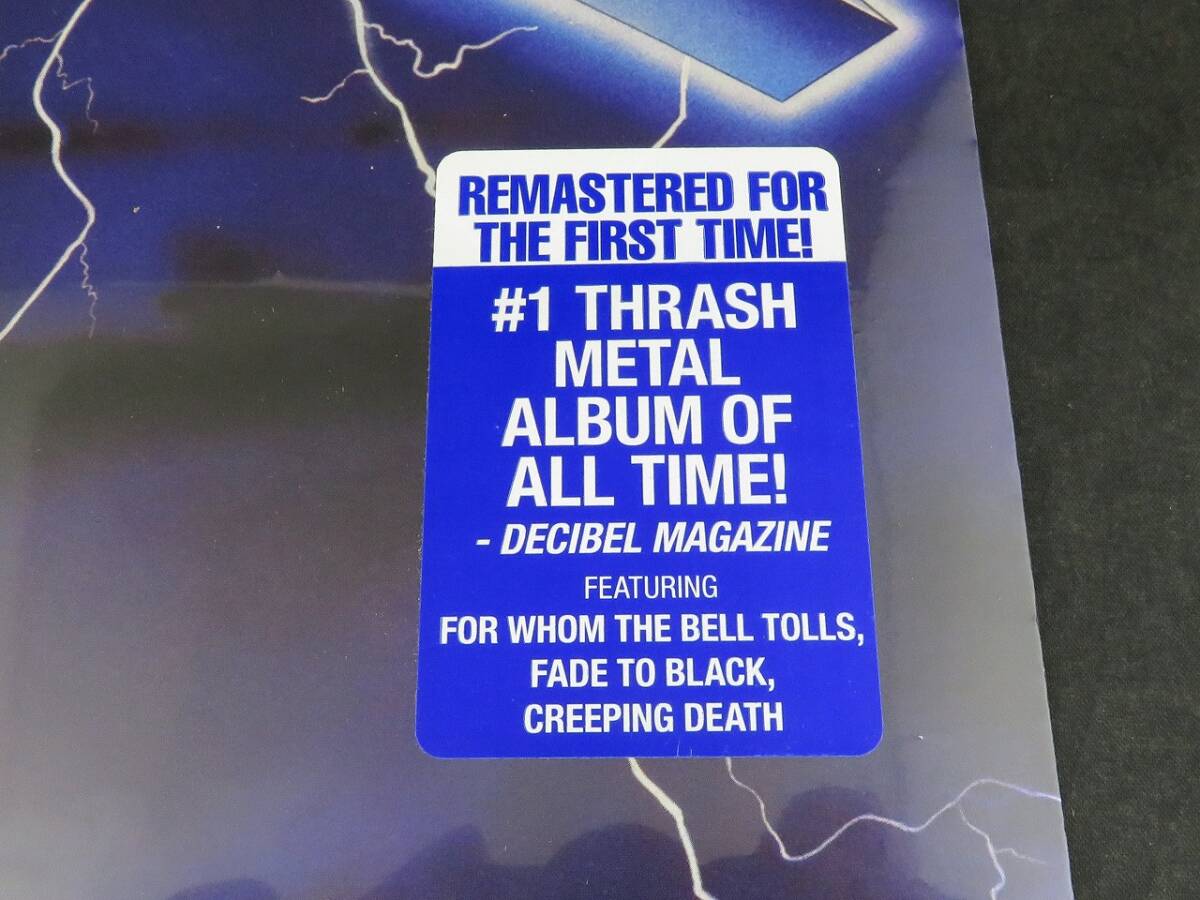 REMASTERED FOR
THE FIRST TIME!
#1 THRASH
METAL
ALBUM OF
ALL TIME!
- DECIBEL MAGAZINE
FEATURING
FOR WHOM THE BELL TOLLS,
FADE TO BLACK,
CREEPING DEATH